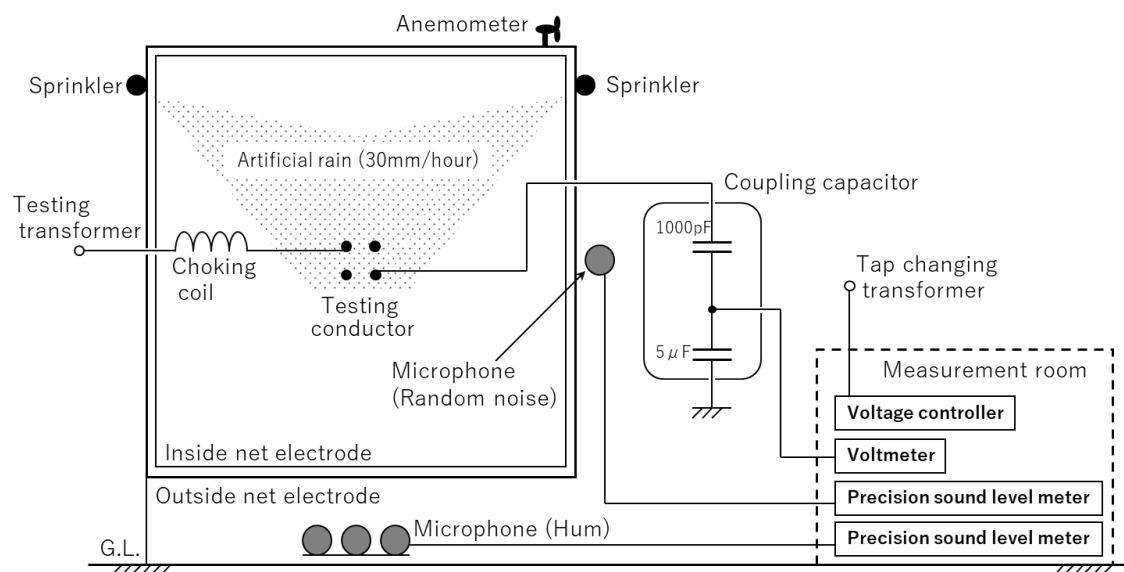 Anemometer
Sprinkler
Sprinkler
Artificial rain (30mm/hour)
Coupling capacitor
Testing
transformer
1000pF
Choking
coil
Tap changing
transformer
Testing
conductor
5μF
Microphone
(Random noise)
Measurement room
Voltage controller
Inside net electrode
Voltmeter
Outside net electrode
Precision sound level meter
Microphone (Hum)
Precision sound level meter
G.L.